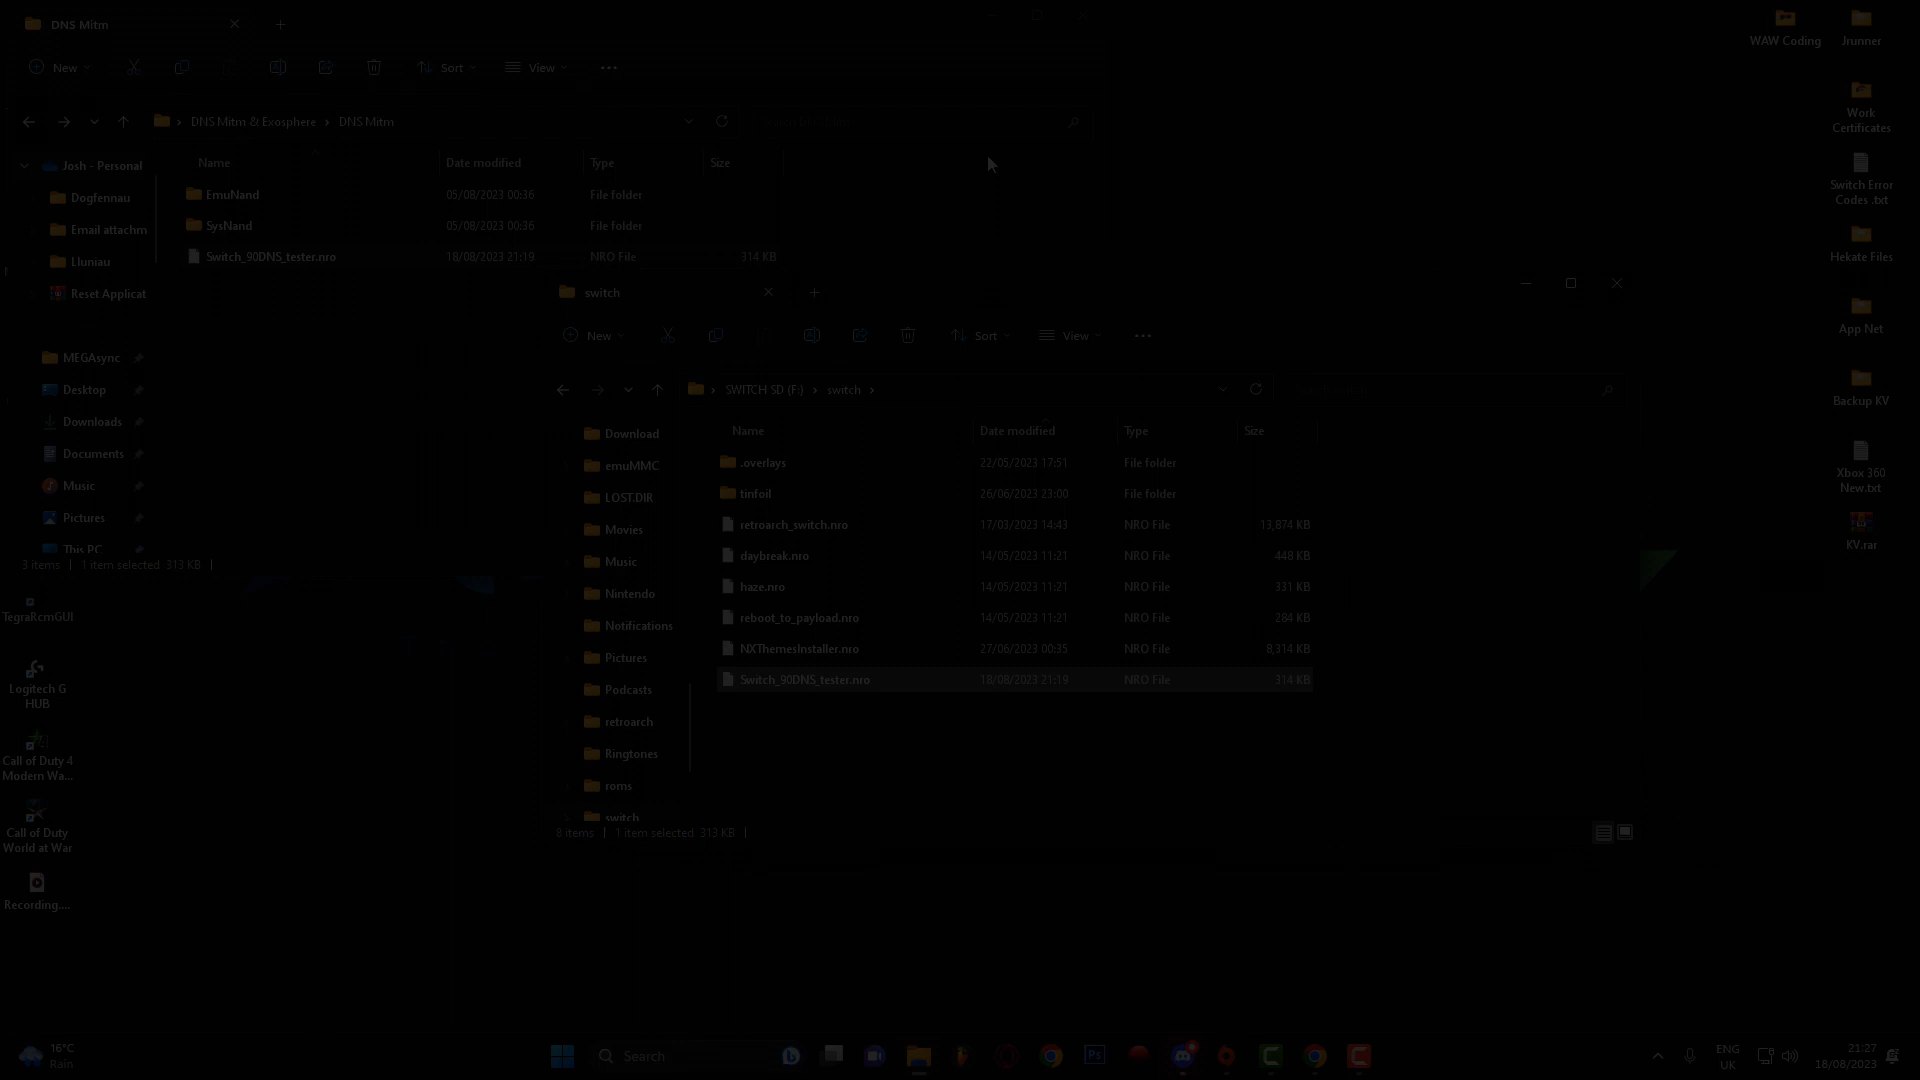 DNS Mitm
New
Sort
View
DNS Mitm & Exosphere > DNS Mitm
Name Date modified Type Size
Josh - Personal
Dogfennau
Email attachm
Lluniau
Reset Applicat
MEGAsync
Desktop
Downloads
Documents
Music
Pictures
This PC
EmuNand 05/08/2023 00:36 File folder
SysNand 05/08/2023 00:36 File folder
Switch_90DNS_tester.nro 18/08/2023 21:19 NRO File 314 KB
3 items | 1 item selected 313 KB |
switch
New
Sort
View
SWITCH SD (F:) > switch >
Name Date modified Type Size
Download
emuMMC
LOST.DIR
Movies
Music
Nintendo
Notifications
Pictures
Podcasts
retroarch
Ringtones
roms
switch
.overlays 22/05/2023 17:51 File folder
tinfoil 26/06/2023 23:00 File folder
retroarch_switch.nro 17/03/2023 14:43 NRO File 13,874 KB
daybreak.nro 14/05/2023 11:21 NRO File 448 KB
haze.nro 14/05/2023 11:21 NRO File 331 KB
reboot_to_payload.nro 14/05/2023 11:21 NRO File 284 KB
NXThemesInstaller.nro 27/06/2023 00:35 NRO File 8,314 KB
Switch_90DNS_tester.nro 18/08/2023 21:19 NRO File 314 KB
8 items | 1 item selected 313 KB |
WAW Coding
Jrunner
Work
Certificates
Switch Error
Codes .txt
Hekate Files
App Net
Backup KV
Xbox 360
New.txt
KV.rar
TegraRcmGUI
Logitech G
HUB
Call of Duty 4
Modern Wa...
Call of Duty
World at War
Recording....
16°C
Rain
Search
Ps
ENG
UK
21:27
18/08/2023